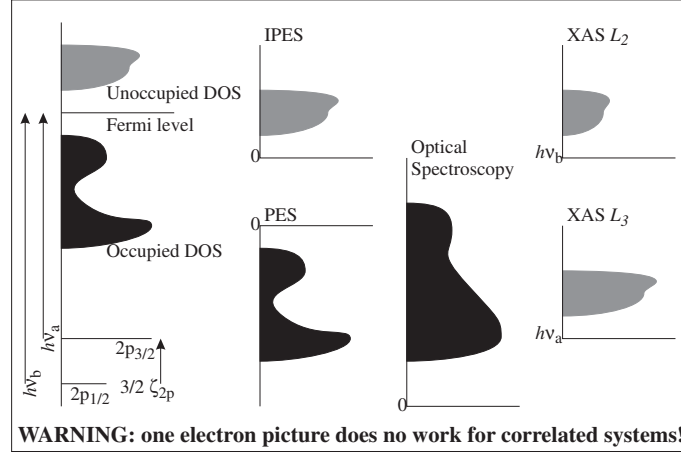 IPES
XAS L2
Unoccupied DOS
Fermi level
0
hνb
Optical
Spectroscopy
PES
XAS L3
0
Occupied DOS
hνa
hνb
hνa
2p3/2
2p1/2
3/2 ζ2p
0
WARNING: one electron picture does no work for correlated systems!